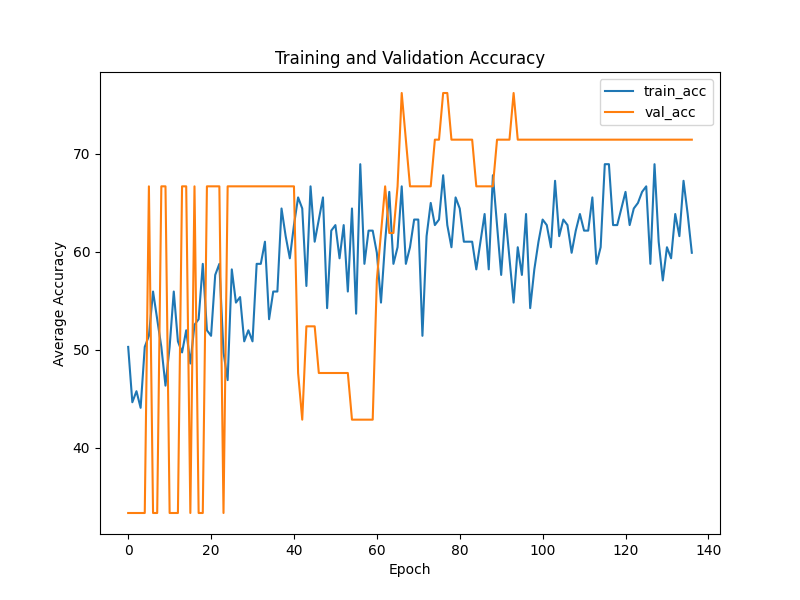 Training and Validation Accuracy
train_acc
val_acc
70
60
50
40
Average Accuracy
0 20 40 60 80 100 120 140
Epoch